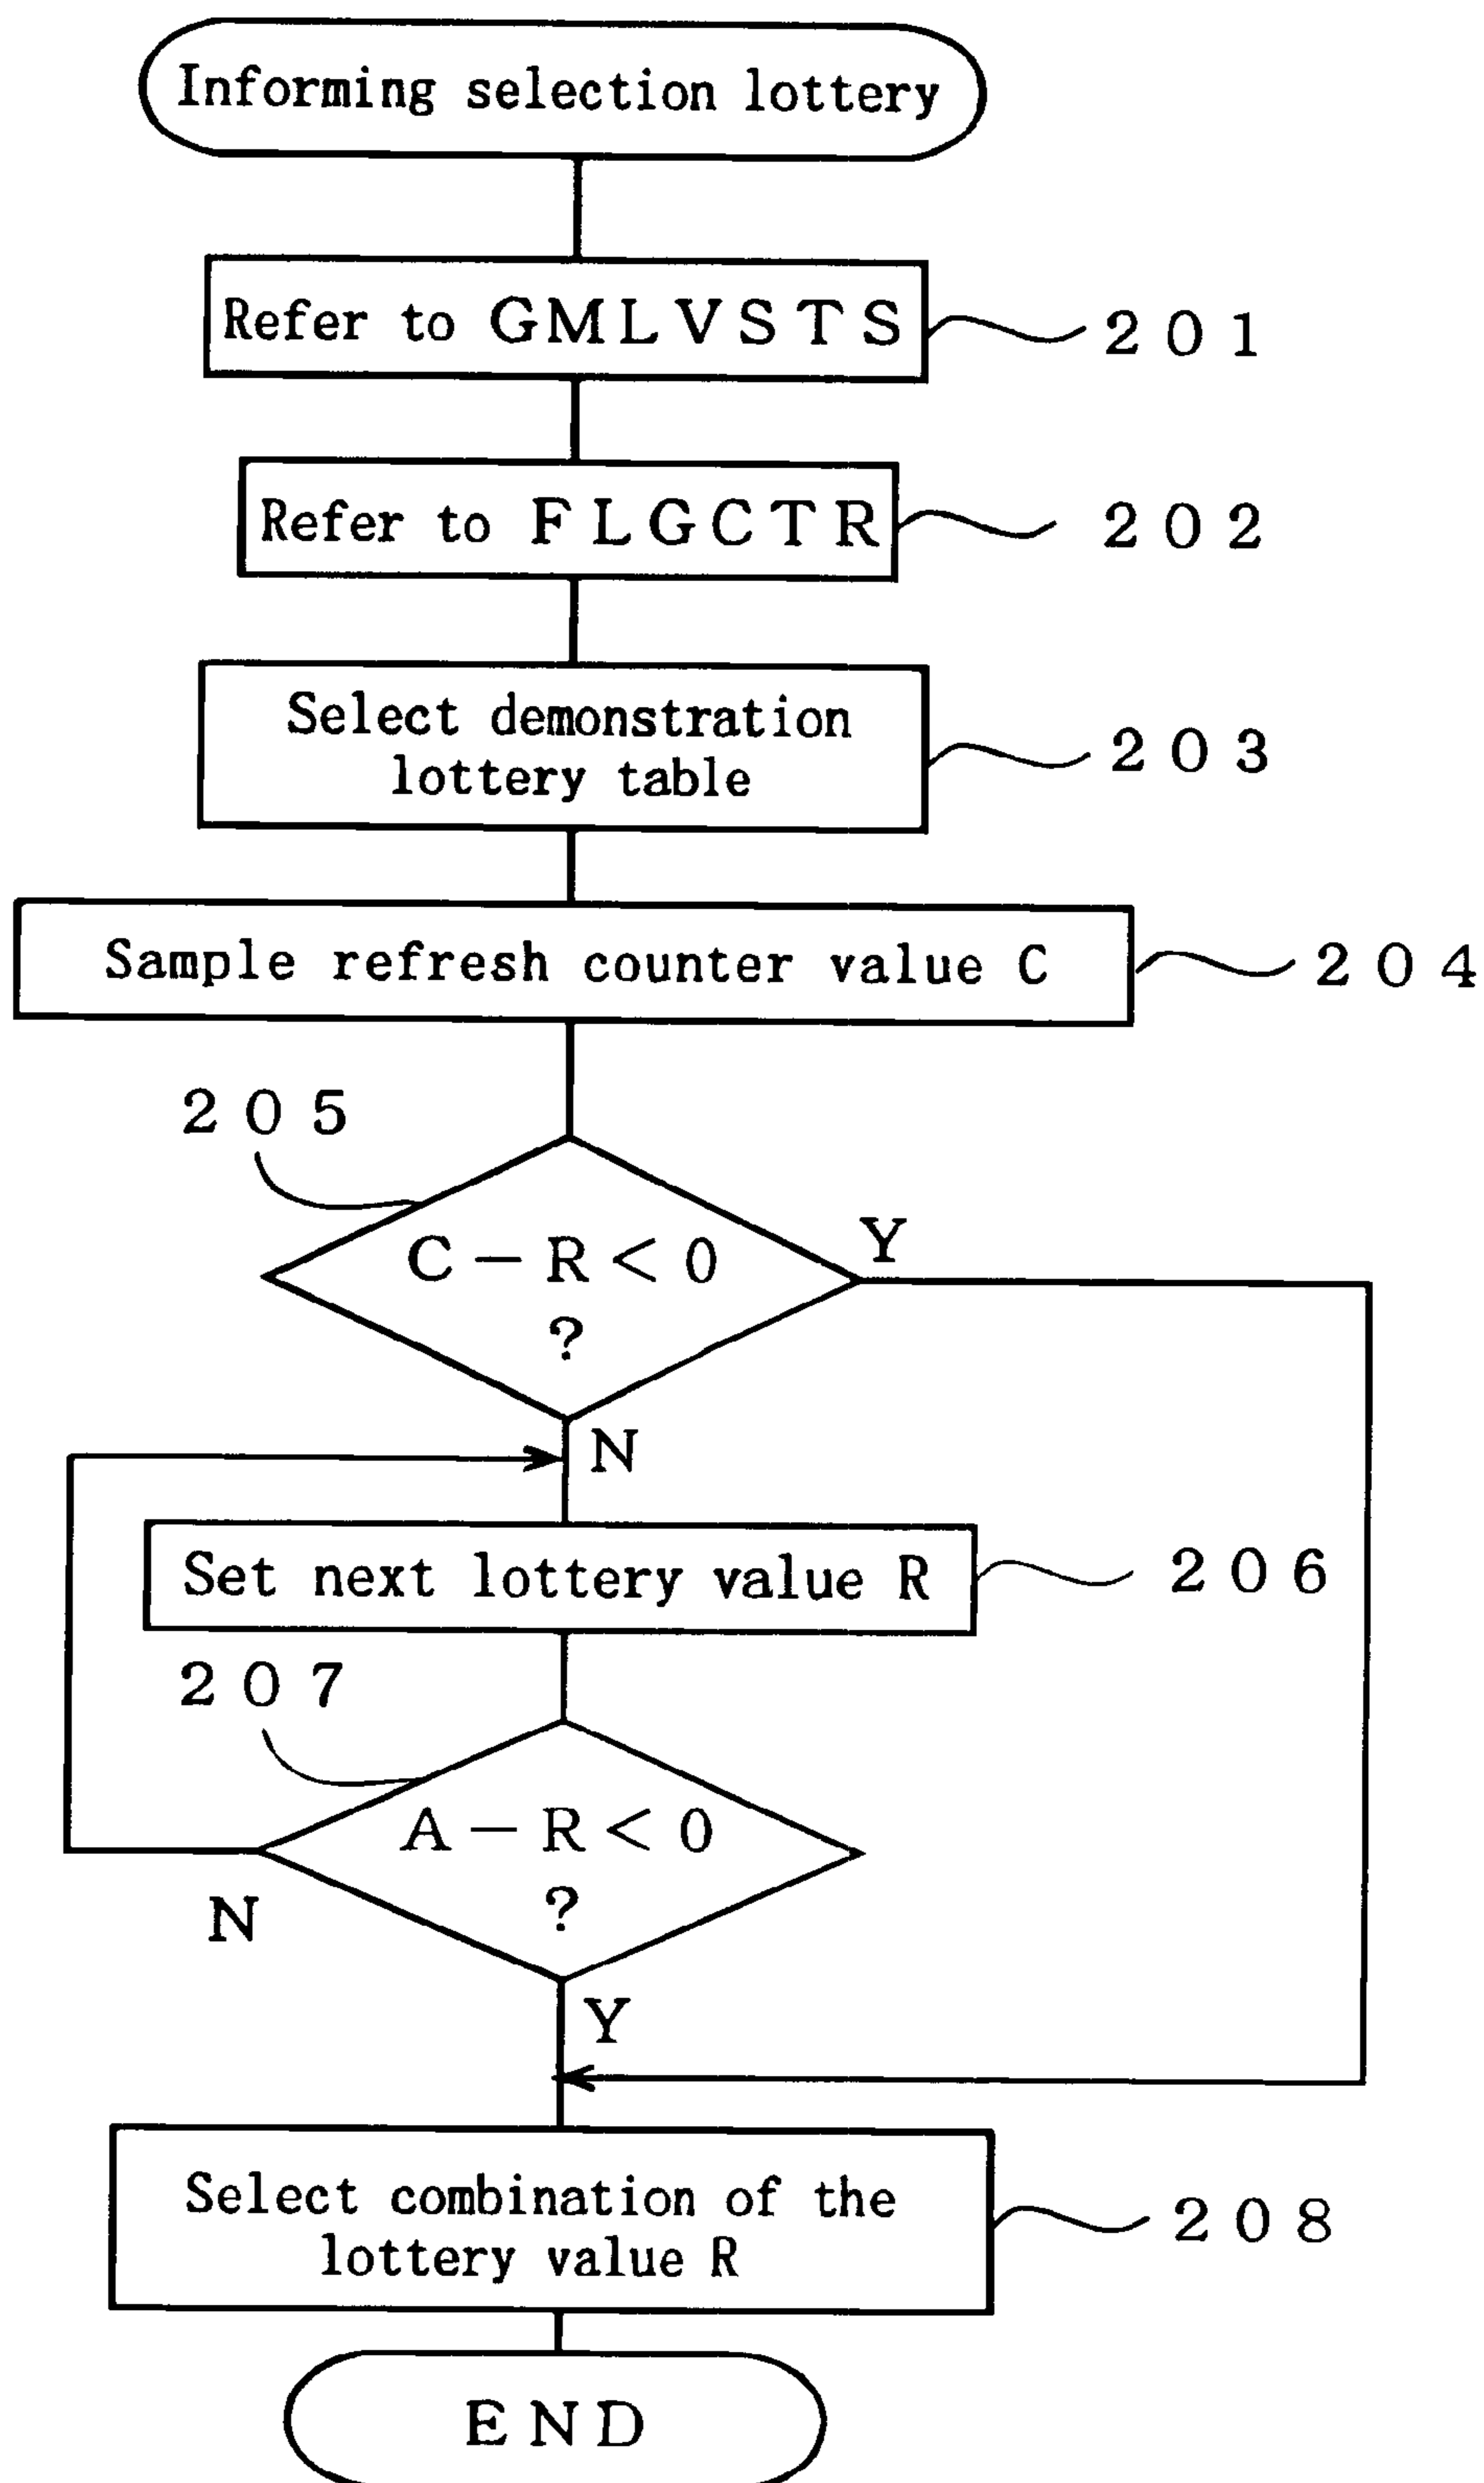 Informing selection lottery
Refer to GMLVSTS
201
Refer to FLGCTR
202
Select demonstration
lottery table
203
Sample refresh counter value C
204
205
C－R＜0
?
Y
N
Set next lottery value R
206
207
A－R＜0
?
N
Y
Select combination of the
lottery value R
208
END